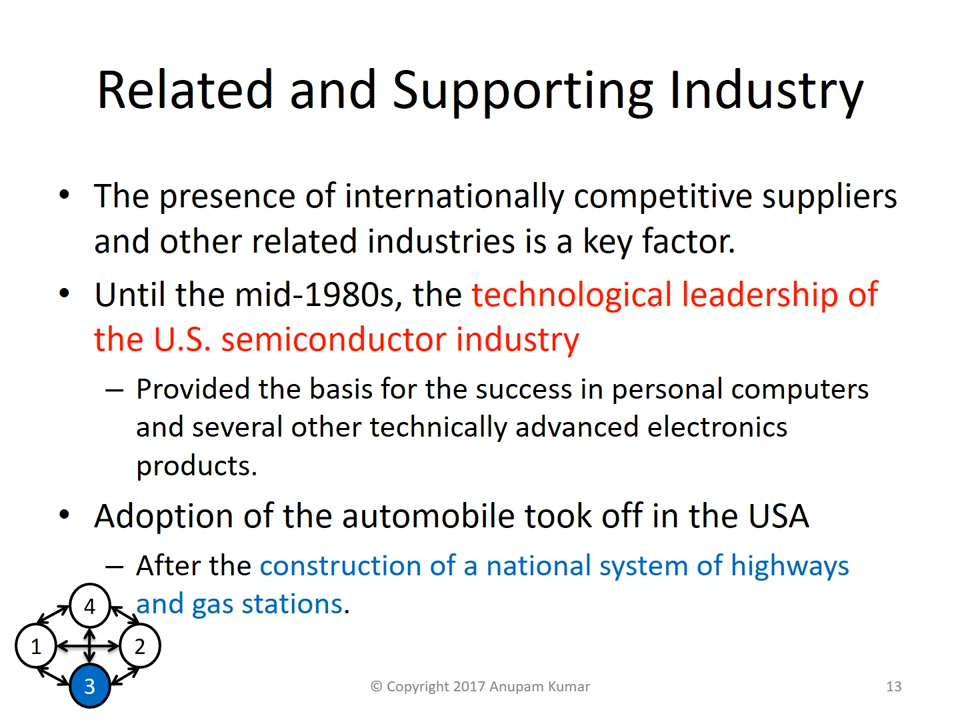 Related and Supporting Industry
• The presence of internationally competitive suppliers
and other related industries is a key factor.
• Until the mid-1980s, the technological leadership of
the U.S. semiconductor industry
– Provided the basis for the success in personal computers
and several other technically advanced electronics
products.
• Adoption of the automobile took off in the USA
– After the construction of a national system of highways
and gas stations.
4
1
2
3
© Copyright 2017 Anupam Kumar
13